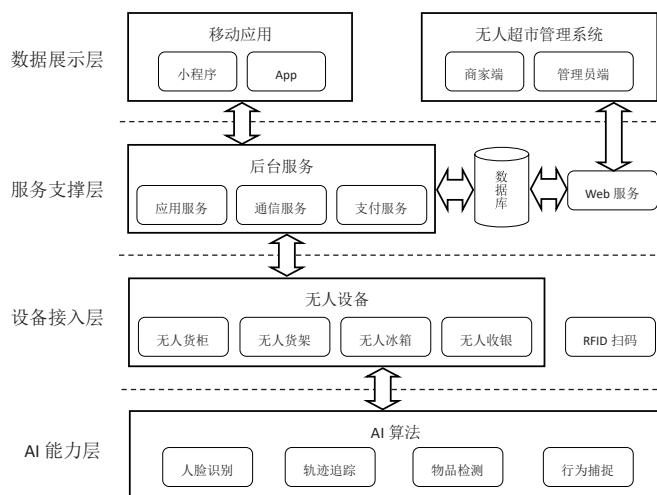 移动应用
无人超市管理系统
数据展示层
小程序
App
商家端
管理员端
后台服务
数据库
服务支撑层
应用服务
通信服务
支付服务
Web 服务
无人设备
设备接入层
无人货柜
无人货架
无人冰箱
无人收银
RFID 扫码
AI 算法
AI 能力层
人脸识别
轨迹追踪
物品检测
行为捕捉